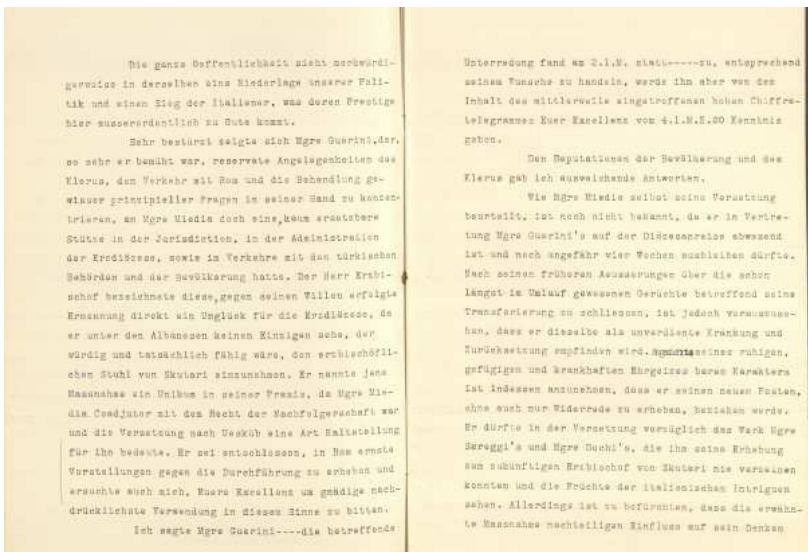 Die ganze Oeffentlichkeit sieht merkwürdi-
gerweise in derselben eine Niederlage unserer Poli-
tik und einen Sieg der Italiener, was deren Prestige
hier ausserordentlich zu Gute kommt.
Sehr bestürzt zeigte sich Mgre Guerini, der,
so sehr er bemüht war, reservate Angelegenheiten des
Klerus, den Verkehr mit Rom und die Behandlung ge-
wisser principieller Fragen in seiner Hand zu konzen-
trieren, an Mgre Miedia doch eine, kaum ersetzbare
Stütze in der Jurisdiction, in der Administration
der Erzdiöcese, sowie im Verkehre mit den türkischen
Behörden und der Bevölkerung hatte. Der Herr Erzbi-
schof bezeichnete diese, gegen seinen Willen erfolgte
Ernennung direkt ein Unglück für die Erzdiöcese, da
er unter den Albanesen keinen Einzigen sehe, der
würdig und tatsächlich fähig wäre, den erzbischöfli-
chen Stuhl von Skutari einzunehmen. Er nannte jene
Massnahme ein Unikum in seiner Praxis, da Mgre Mie-
dia Coadjutor mit dem Recht der Nachfolgerschaft war
und die Versetzung nach Uesküb eine Art Kaltstellung
für ihn bedeute. Er sei entschlossen, in Rom ernste
Vorstellungen gegen die Durchführung zu erheben und
ersuchte auch mich, Euere Excellenz um gnädige nach-
drücklichste Verwendung in diesem Sinne zu bitten.
Ich sagte Mgre Guerini----die betreffende
Unterredung fand am 2.l.M. statt-----zu, entsprechend
seinem Wunsche zu handeln, werde ihm aber von dem
Inhalt des mittlerweile eingetroffenen hohen Chiffre-
telegrammes Euer Excellenz vom 4.l.M.Z.20 Kenntnis
geben.
Den Deputationen der Bevölkerung und des
Klerus gab ich ausweichende Antworten.
Wie Mgre Miedia selbst seine Versetzung
beurteilt, ist noch nicht bekannt, da er in Vertre-
tung Mgre Guerini's auf der Diöcesanreise abwesend
ist und noch ungefähr vier Wochen ausbleiben dürfte.
Nach seinen früheren Aeusserungen über die schon
längst im Umlauf gewesenen Gerüchte betreffend seine
Transferierung zu schliessen, ist jedoch vorauszuse-
hen, dass er dieselbe als unverdiente Kränkung und
Zurücksetzung empfinden wird. seines ruhigen,
gefügigen und krankhaften Ehrgeizes baren Karakters
ist indessen anzunehmen, dass er seinen neuen Posten,
ohne auch nur Widerrede zu erheben, beziehen werde.
Er dürfte in der Versetzung vorzüglich das Werk Mgre
Sereggi's und Mgre Dochi's, die ihm seine Erhebung
zum zukünftigen Erzbischof von Skutari nie verzeihen
konnten und die Früchte der italienischen Intriguen
sehen. Allerdings ist zu befürchten, dass die erwähn-
te Massnahme nachteiligen Einfluss auf sein Denken